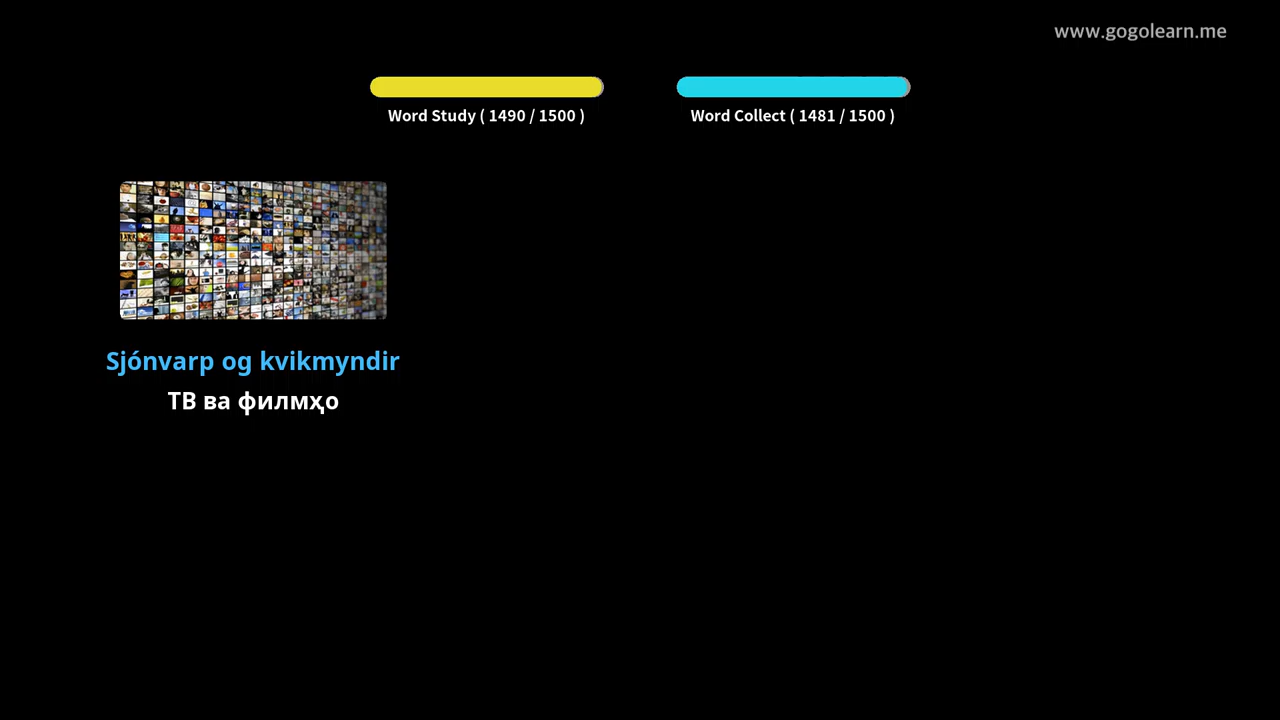 www.gogolearn.me
Word Study ( 1490 / 1500 )
Word Collect ( 1481 / 1500 )
Sjónvarp og kvikmyndir
ТВ ва филмҳо